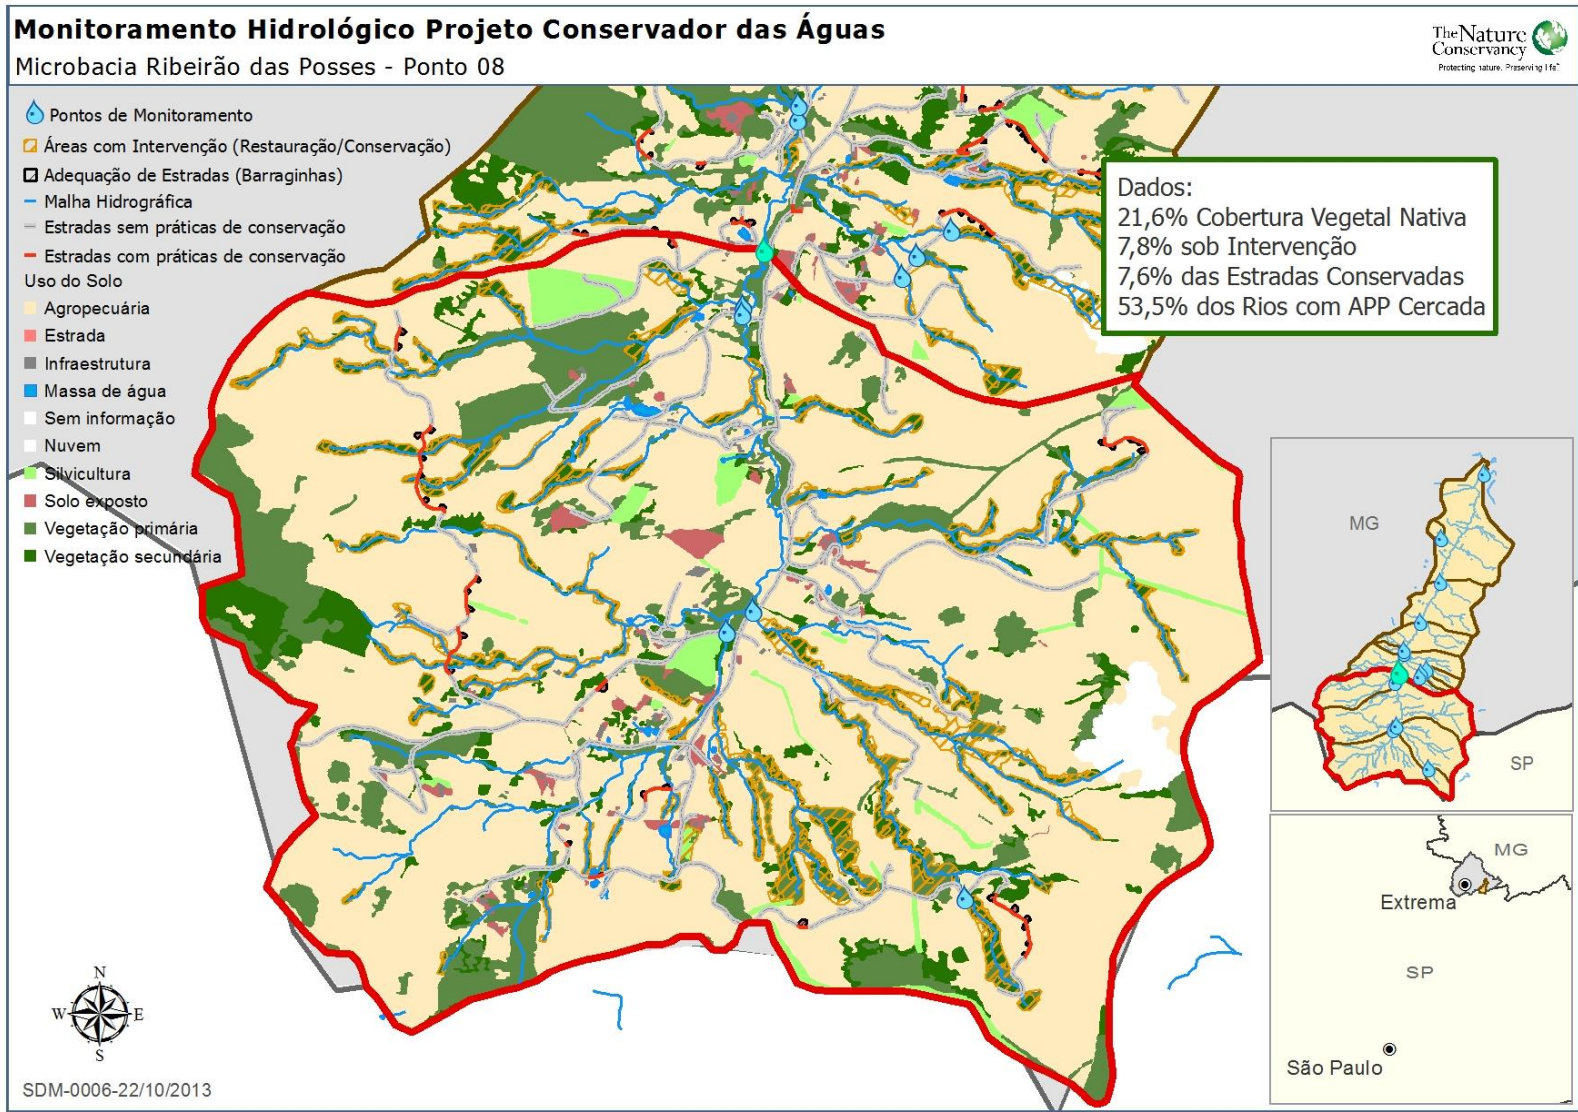 Monitoramento Hidrológico Projeto Conservador das Águas
Microbacia Ribeirão das Posses - Ponto 08
The Nature
Conservancy
Protecting nature. Preserving life™
Pontos de Monitoramento
Áreas com Intervenção (Restauração/Conservação)
Adequação de Estradas (Barraginhas)
Malha Hidrográfica
Estradas sem práticas de conservação
Estradas com práticas de conservação
Uso do Solo
Agropecuária
Estrada
Infraestrutura
Massa de água
Sem informação
Nuvem
Silvicultura
Solo exposto
Vegetação primária
Vegetação secundária
Dados:
21,6% Cobertura Vegetal Nativa
7,8% sob Intervenção
7,6% das Estradas Conservadas
53,5% dos Rios com APP Cercada
MG
SP
MG
Extrema
SP
São Paulo
N
W E
S
SDM-0006-22/10/2013